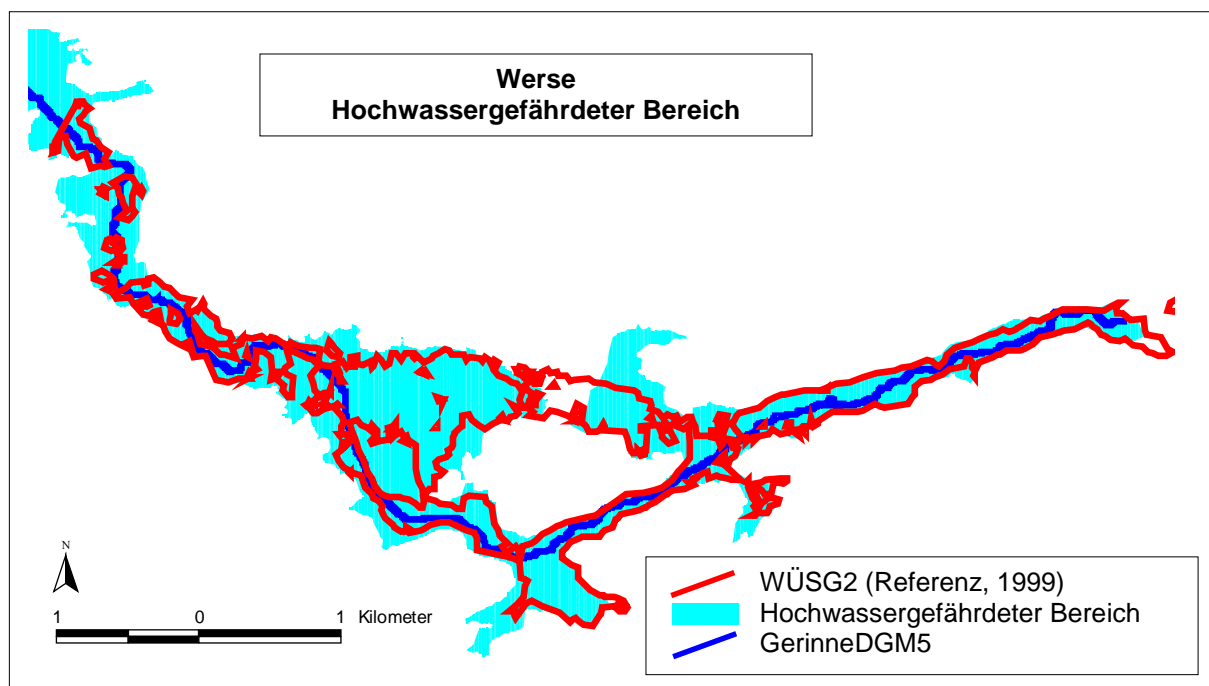 Werse
Hochwassergefährdeter Bereich
N
1 0 1 Kilometer
WÜSG2 (Referenz, 1999)
Hochwassergefährdeter Bereich
GerinneDGM5